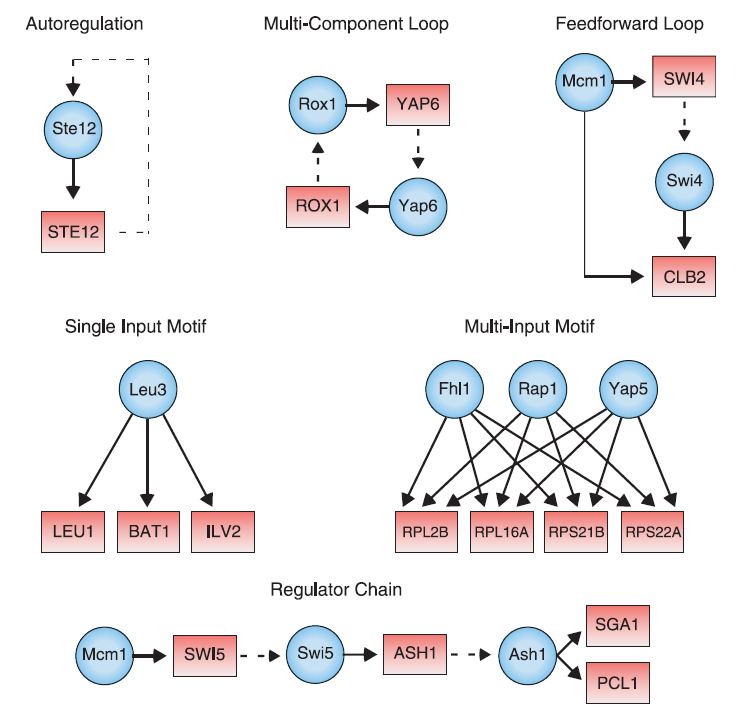 Autoregulation
Multi-Component Loop
Feedforward Loop
Ste12
STE12
Rox1
YAP6
ROX1
Yap6
Mcm1
SWI4
Swi4
CLB2
Single Input Motif
Multi-Input Motif
Leu3
LEU1
BAT1
ILV2
Fhl1
Rap1
Yap5
RPL2B
RPL16A
RPS21B
RPS22A
Regulator Chain
Mcm1
SWI5
Swi5
ASH1
Ash1
SGA1
PCL1